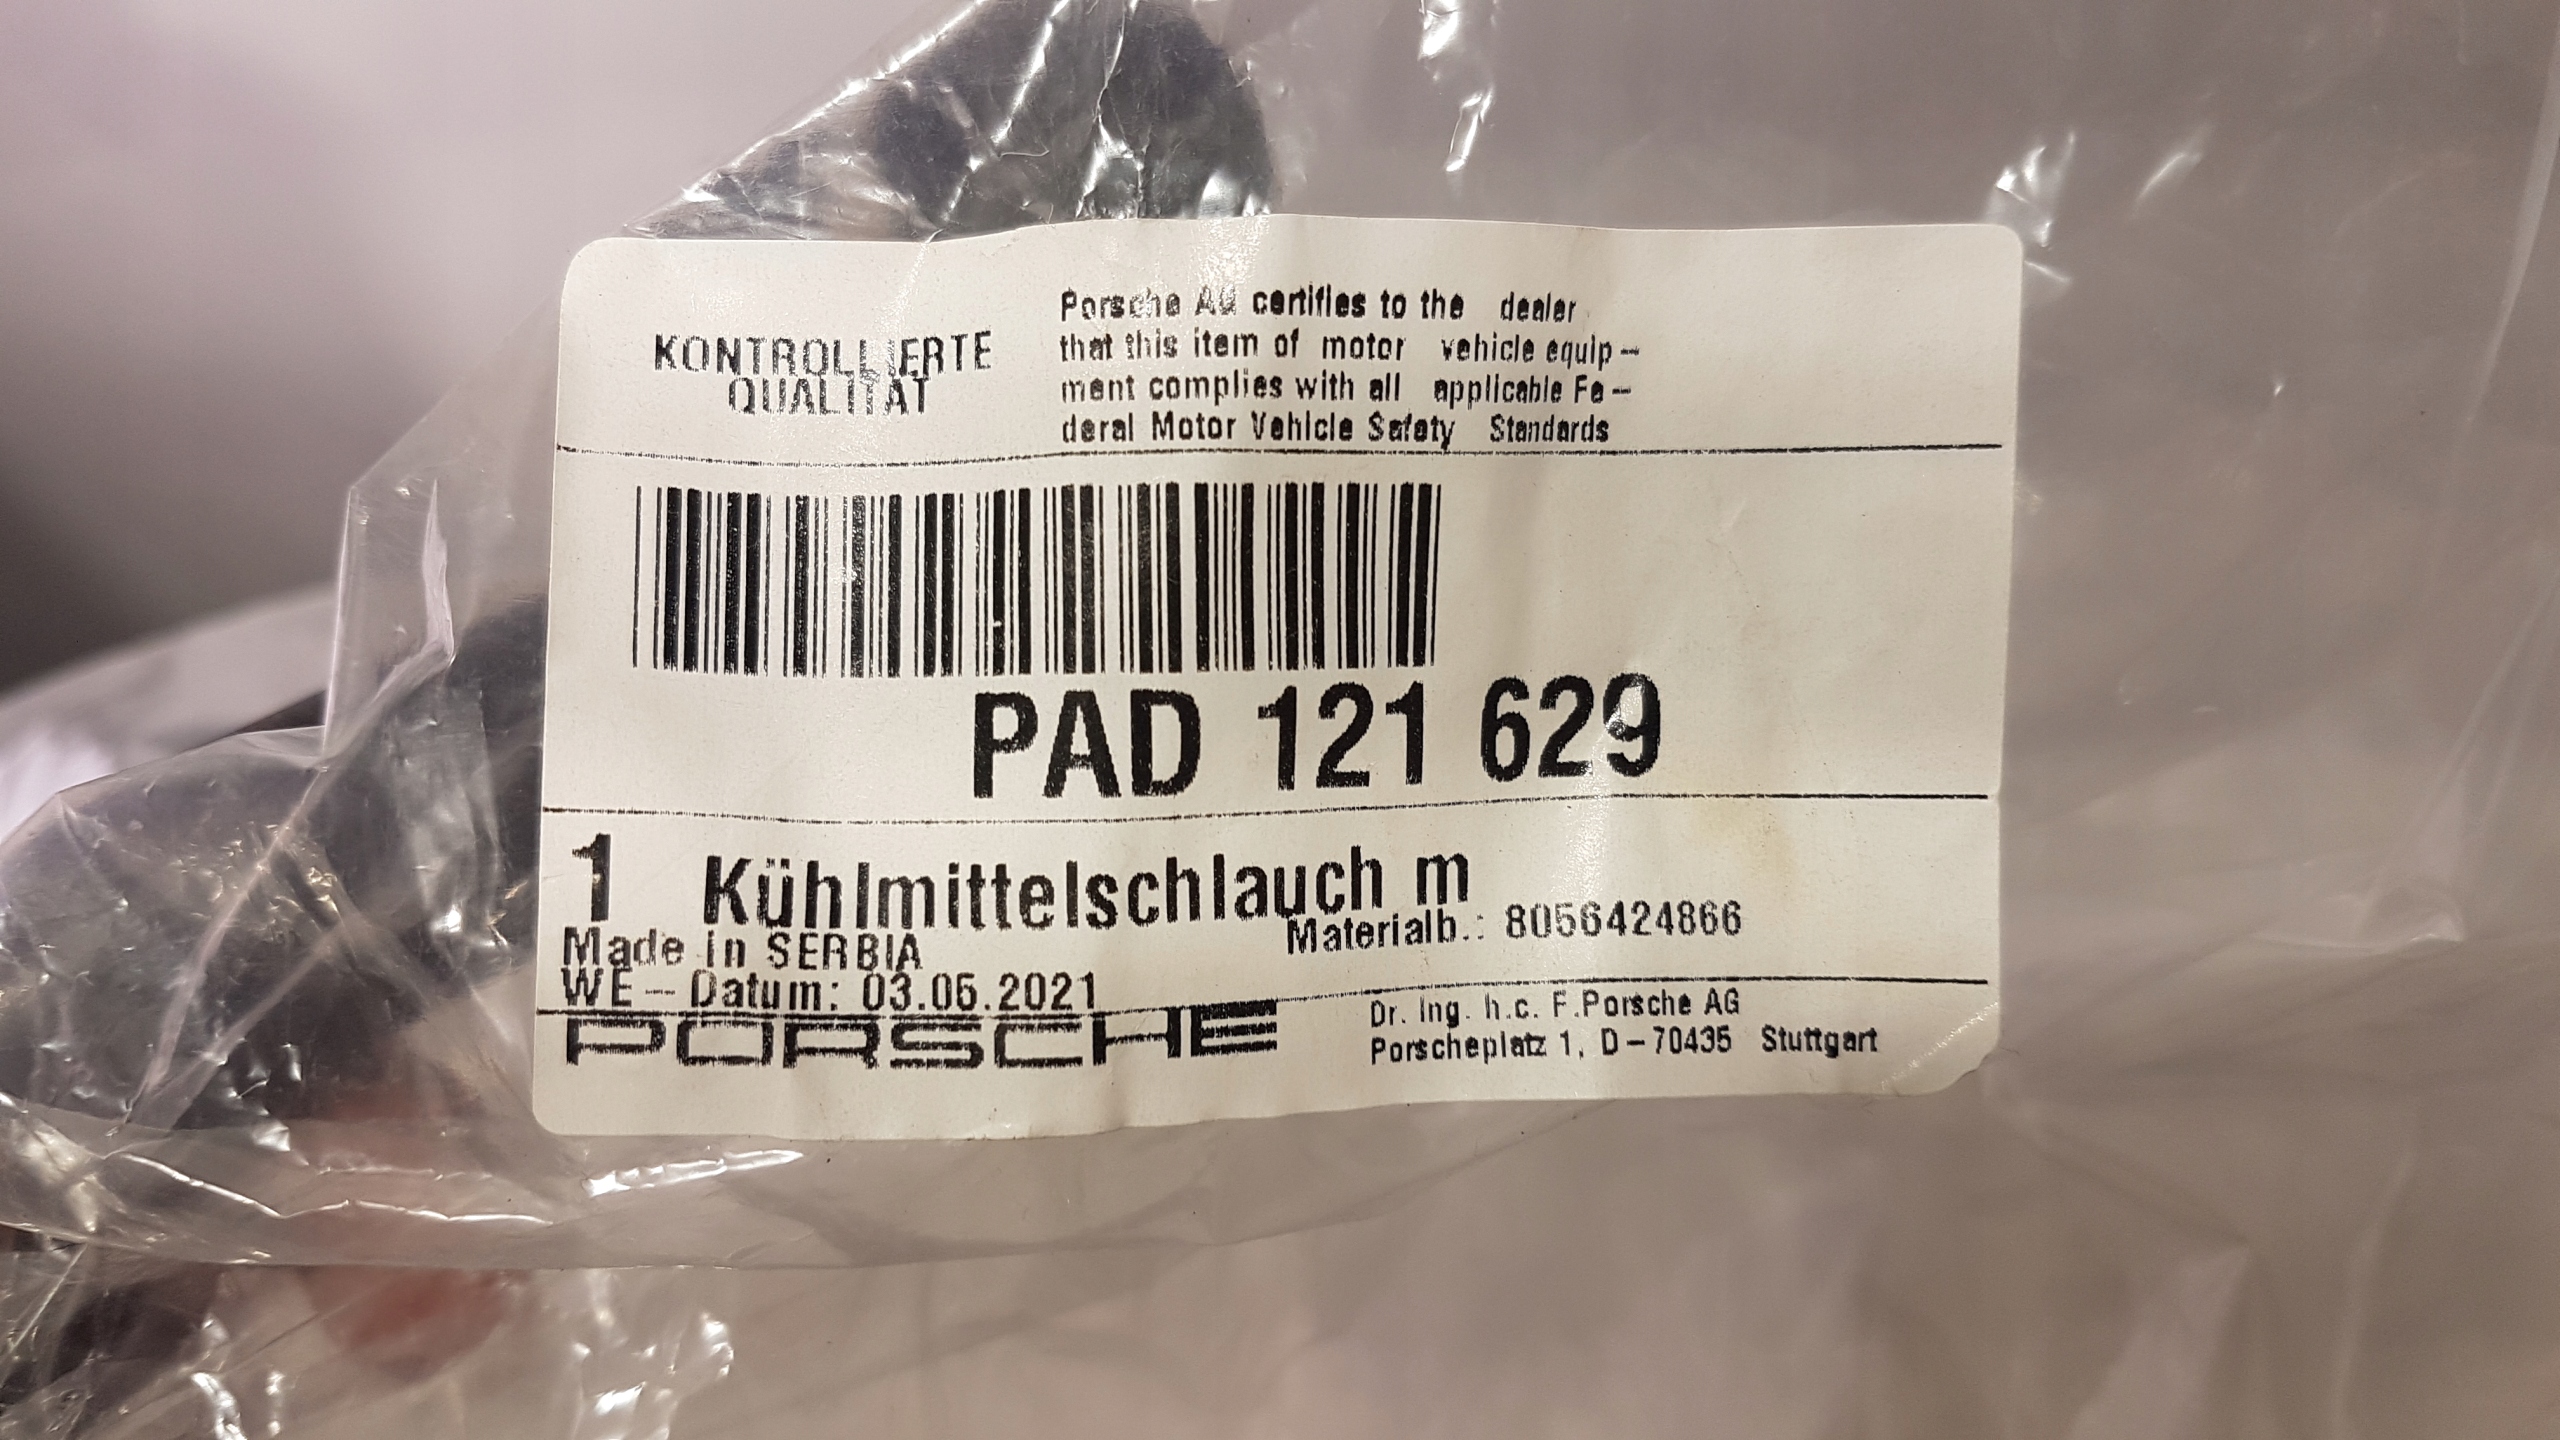 KONTROLLIERTE
QUALITÄT
Porsche AG certifies to the dealer
that this item of motor vehicle equip-
ment complies with all applicable Fe-
deral Motor Vehicle Safety Standards
PAD 121 629
1 Kühlmittelschlauch m
Made in SERBIA
Materialb.: 8056424866
WE-Datum: 03.05.2021
PORSCHE
Dr. Ing. h.c. F.Porsche AG
Porscheplatz 1, D-70435 Stuttgart